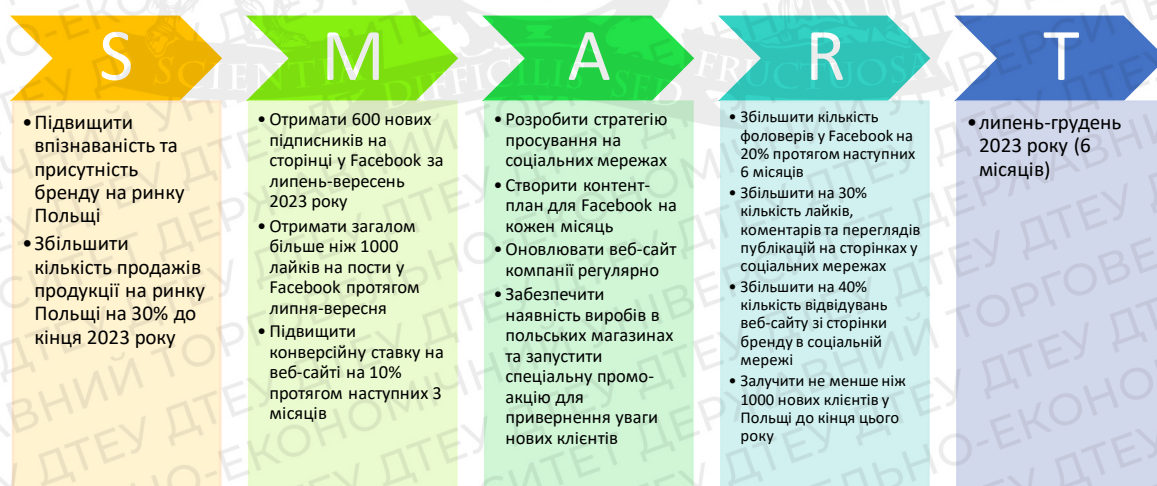 S
• Підвищити
впізнаваність та
присутність
бренду на ринку
Польщі
• Збільшити
кількість продажів
продукції на ринку
Польщі на 30% до
кінця 2023 року
M
• Отримати 600 нових
підписників на
сторінці у Facebook за
липень-вересень
2023 року
• Отримати загалом
більше ніж 1000
лайків на пости у
Facebook протягом
липня-вересня
• Підвищити
конверсійну ставку на
веб-сайті на 10%
протягом наступних 3
місяців
A
• Розробити стратегію
просування на
соціальних мережах
• Створити контент-
план для Facebook на
кожен місяць
• Оновлювати веб-сайт
компанії регулярно
• Забезпечити
наявність виробів в
польських магазинах
та запустити
спеціальну промо-
акцію для
привернення уваги
нових клієнтів
R
• Збільшити кількість
фоловерів у Facebook на
20% протягом наступних
6 місяців
• Збільшити на 30%
кількість лайків,
коментарів та переглядів
публікацій на сторінках у
соціальних мережах
• Збільшити на 40%
кількість відвідувань
веб-сайту зі сторінки
бренду в соціальній
мережі
• Залучити не менше ніж
1000 нових клієнтів у
Польщі до кінця цього
року
T
• липень-грудень
2023 року (6
місяців)
SCIENTIA DIFFICILIS SED FRUCTUOSA